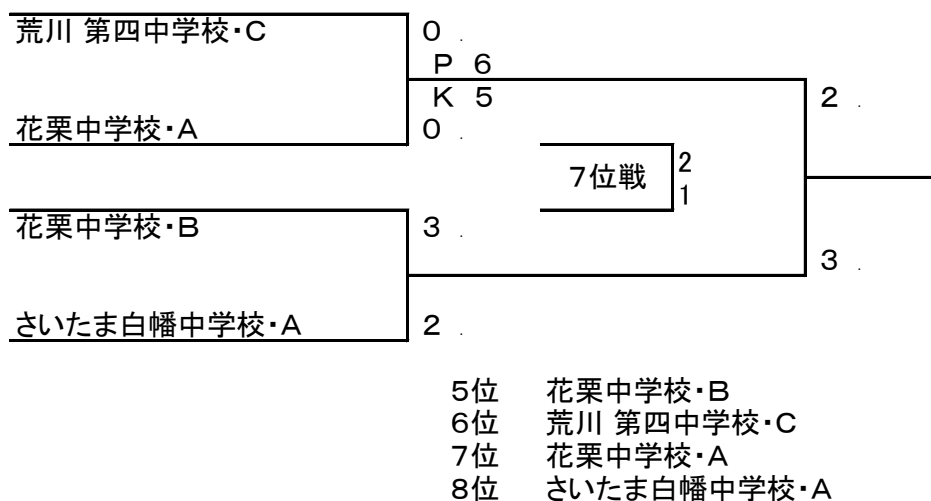 荒川 第四中学校・C 0 .
P 6
K 5 2 .
花栗中学校・A 0 .
7位戦 2
1
花栗中学校・B 3 .
3 .
さいたま白幡中学校・A 2 .
5位 花栗中学校・B
6位 荒川 第四中学校・C
7位 花栗中学校・A
8位 さいたま白幡中学校・A